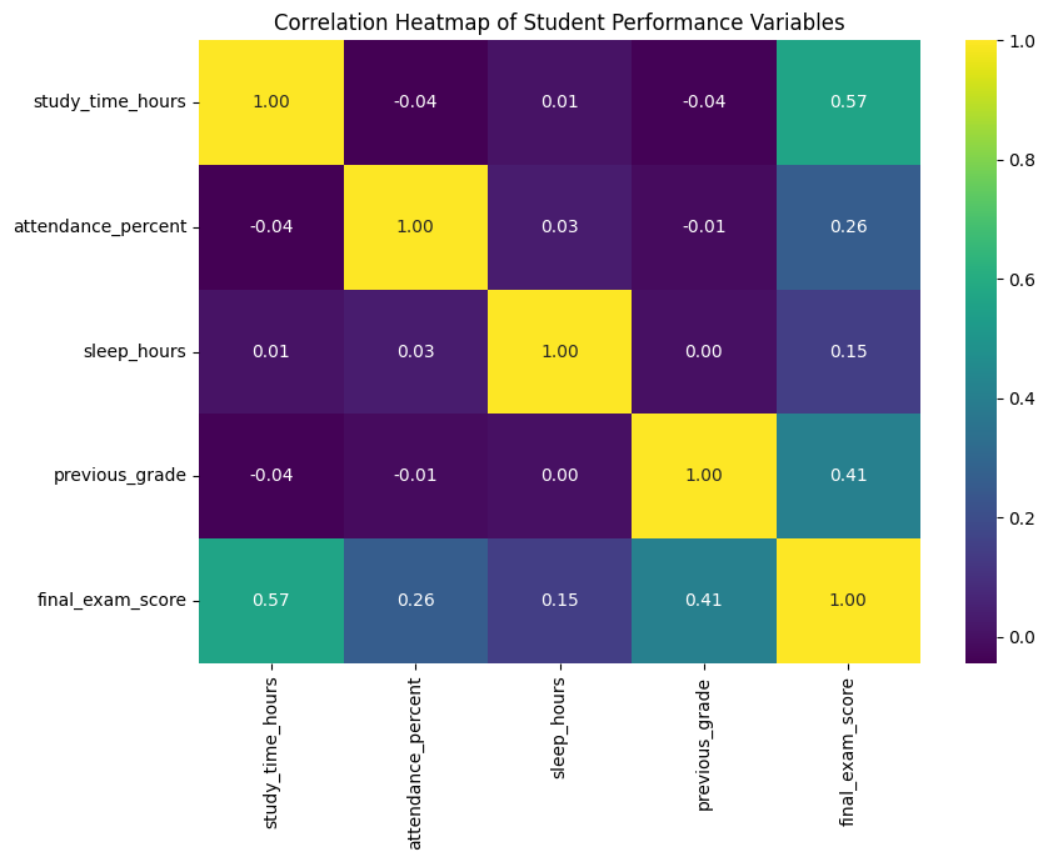 Correlation Heatmap of Student Performance Variables
study_time_hours 1.00 -0.04 0.01 -0.04 0.57
attendance_percent -0.04 1.00 0.03 -0.01 0.26
sleep_hours 0.01 0.03 1.00 0.00 0.15
previous_grade -0.04 -0.01 0.00 1.00 0.41
final_exam_score 0.57 0.26 0.15 0.41 1.00
study_time_hours
attendance_percent
sleep_hours
previous_grade
final_exam_score
1.0
0.8
0.6
0.4
0.2
0.0